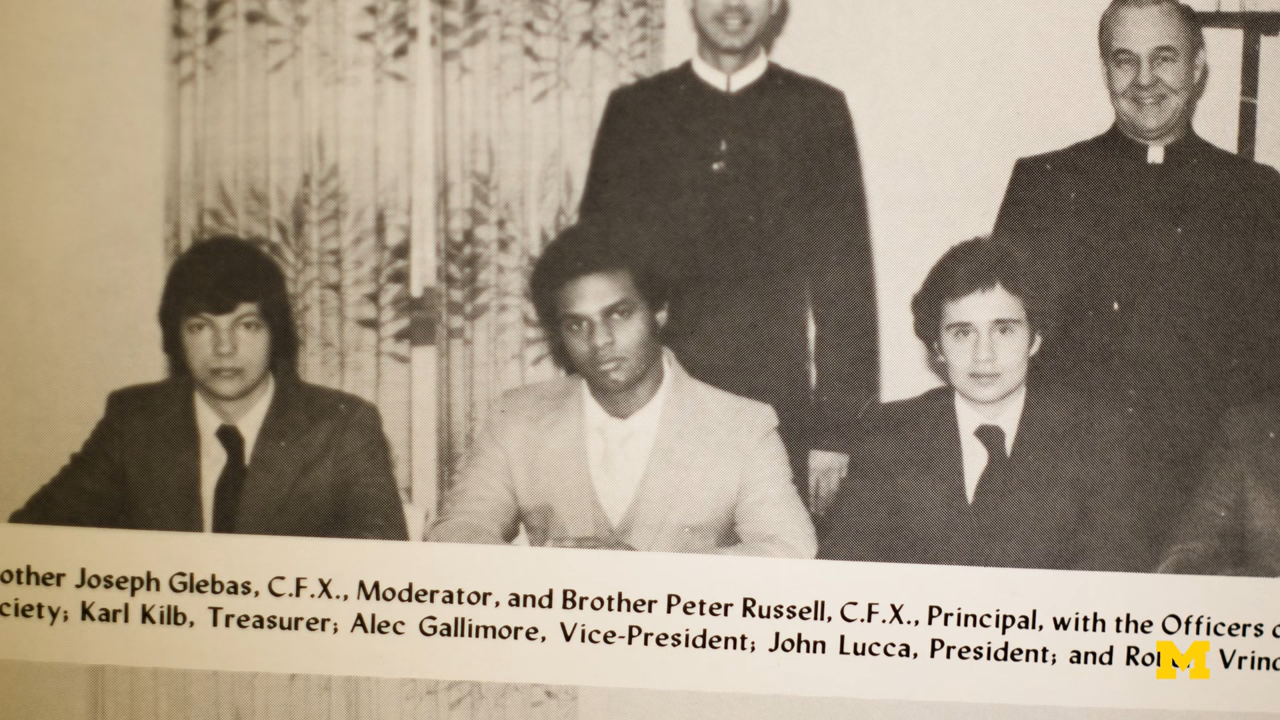 other Joseph Glebas, C.F.X., Moderator, and Brother Peter Russell, C.F.X., Principal, with the Officers
ciety; Karl Kilb, Treasurer; Alec Gallimore, Vice-President; John Lucca, President; and
M